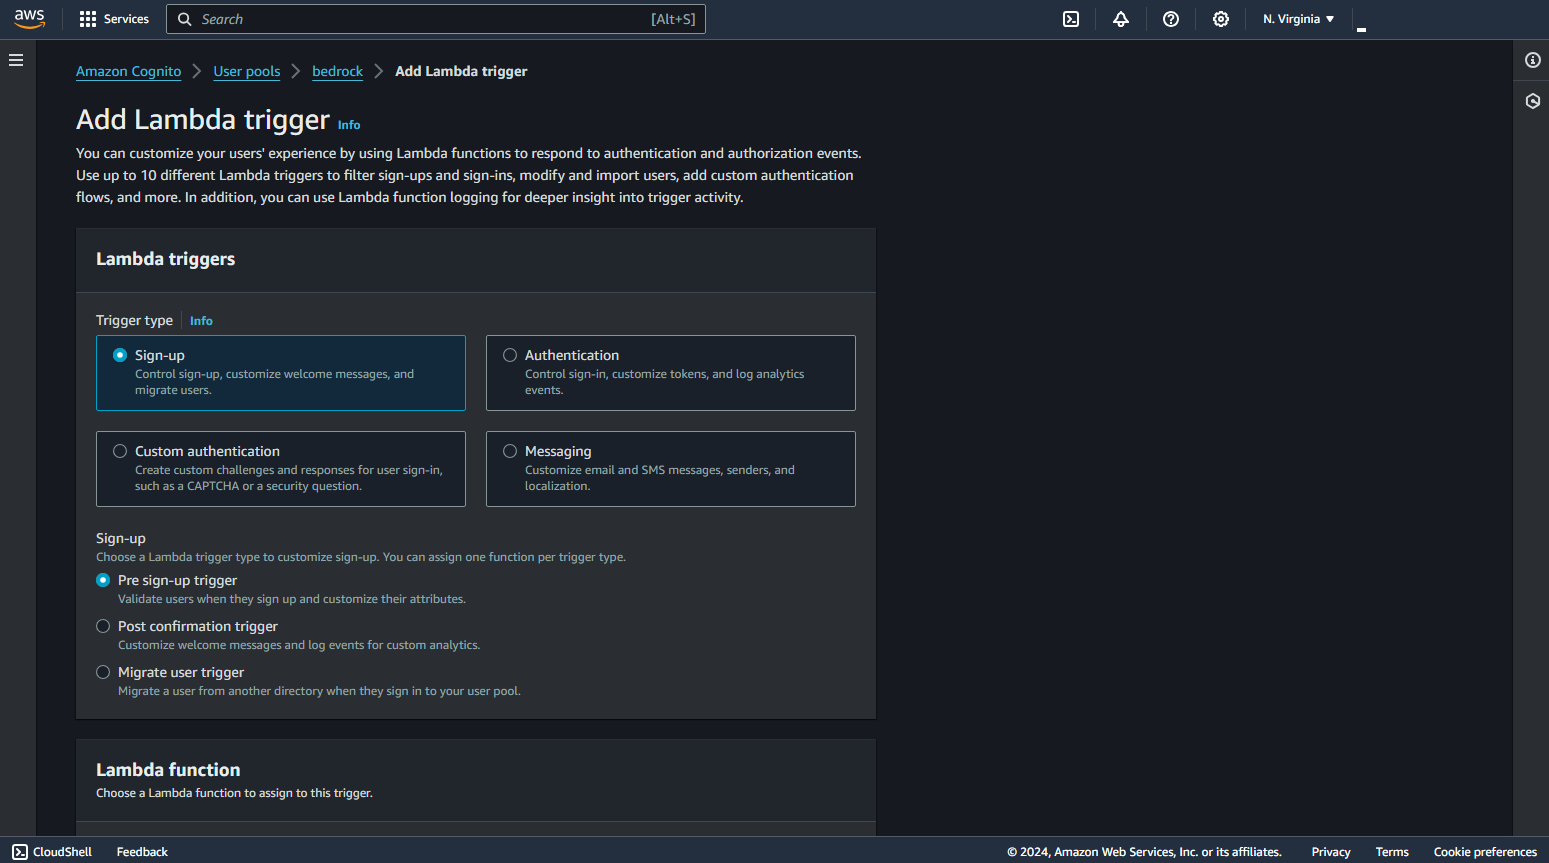 aws
Services
Search
[Alt+S]
N. Virginia
Amazon Cognito
User pools
bedrock
Add Lambda trigger
Add Lambda trigger
Info
You can customize your users' experience by using Lambda functions to respond to authentication and authorization events.
Use up to 10 different Lambda triggers to filter sign-ups and sign-ins, modify and import users, add custom authentication
flows, and more. In addition, you can use Lambda function logging for deeper insight into trigger activity.
Lambda triggers
Trigger type
Info
Sign-up
Control sign-up, customize welcome messages, and
migrate users.
Authentication
Control sign-in, customize tokens, and log analytics
events.
Custom authentication
Create custom challenges and responses for user sign-in,
such as a CAPTCHA or a security question.
Messaging
Customize email and SMS messages, senders, and
localization.
Sign-up
Choose a Lambda trigger type to customize sign-up. You can assign one function per trigger type.
Pre sign-up trigger
Validate users when they sign up and customize their attributes.
Post confirmation trigger
Customize welcome messages and log events for custom analytics.
Migrate user trigger
Migrate a user from another directory when they sign in to your user pool.
Lambda function
Choose a Lambda function to assign to this trigger.
CloudShell
Feedback
© 2024, Amazon Web Services, Inc. or its affiliates.
Privacy
Terms
Cookie preferences